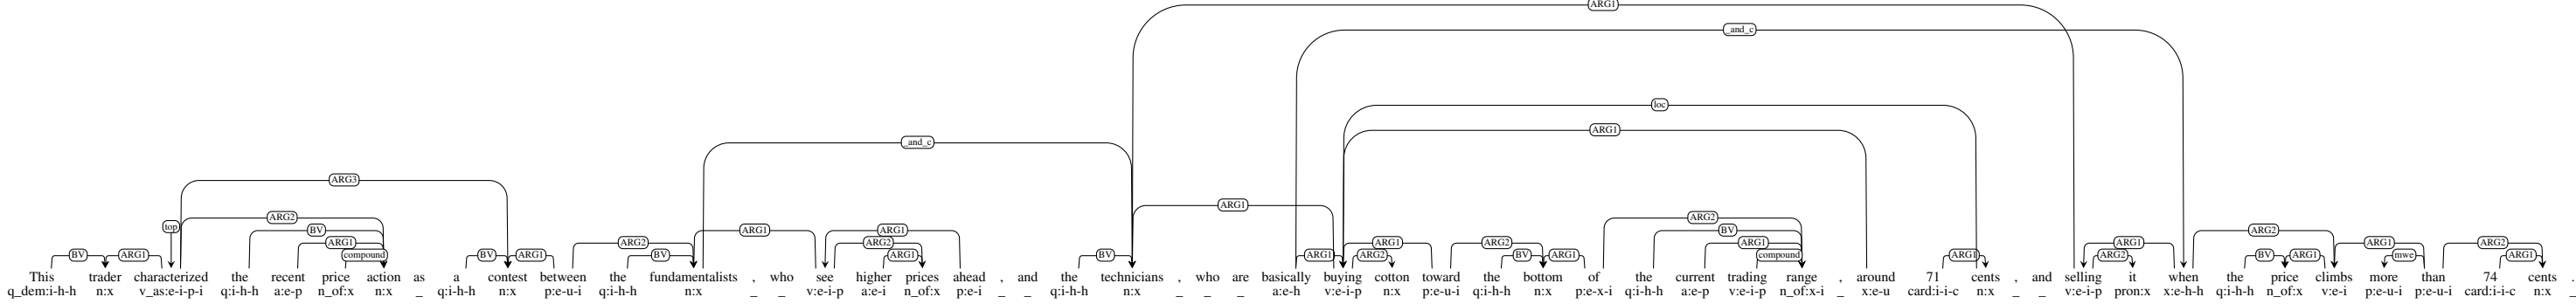 ARG1
_and_c
loc
ARG1
_and_c
ARG3
ARG1
top ARG2 ARG2 BV ARG1 ARG1 BV ARG2
BV ARG1 ARG2 ARG2 ARG1 ARG2 ARG1 ARG1 ARG1 ARG1 ARG2
BV ARG1 compound BV ARG1 BV ARG1 BV ARG1 ARG2 BV ARG1 compound ARG1 ARG2 BV ARG1 mwe ARG1
This trader characterized the recent price action as a contest between the fundamentalists , who see higher prices ahead , and the technicians , who are basically buying cotton toward the bottom of the current trading range , around 71 cents , and selling it when the price climbs more than 74 cents .
q_dem:i-h-h n:x v_as:e-i-p-i q:i-h-h a:e-p n_of:x n:x _ q:i-h-h n:x p:e-u-i q:i-h-h n:x _ _ v:e-i-p a:e-i n_of:x p:e-i _ _ q:i-h-h n:x _ _ _ a:e-h v:e-i-p n:x p:e-u-i q:i-h-h n:x p:e-x-i q:i-h-h a:e-p v:e-i-p n_of:x-i _ x:e-u card:i-i-c n:x _ _ v:e-i-p pron:x x:e-h-h q:i-h-h n_of:x v:e-i p:e-u-i p:e-u-i card:i-i-c n:x _